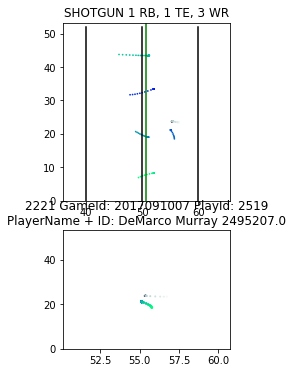 SHOTGUN 1 RB, 1 TE, 3 WR
50
40
30
20
10
0
40 50 60
2221 GameId: 2017091007 PlayId: 2519
PlayerName + ID: DeMarco Murray 2495207.0
40
20
0
52.5 55.0 57.5 60.0